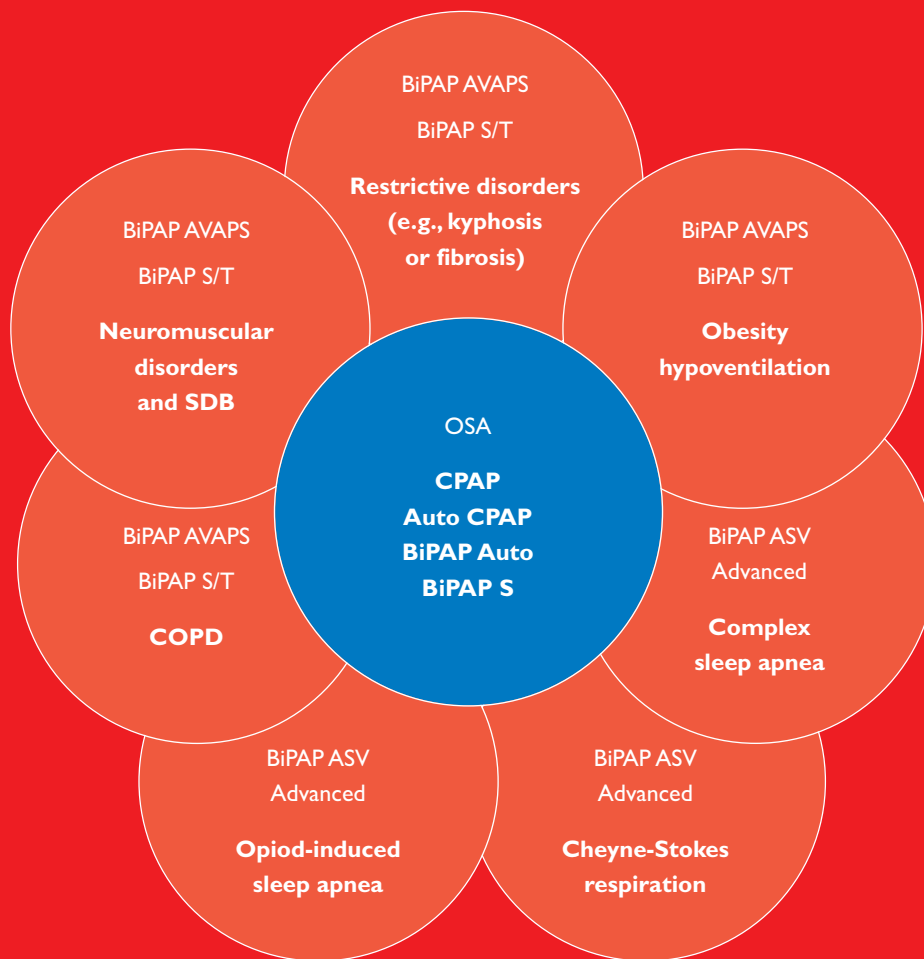 BiPAP AVAPS
BiPAP S/T
Restrictive disorders
(e.g., kyphosis
or fibrosis)
BiPAP AVAPS
BiPAP S/T
Neuromuscular
disorders
and SDB
BiPAP AVAPS
BiPAP S/T
Obesity
hypoventilation
OSA
CPAP
Auto CPAP
BiPAP Auto
BiPAP S
BiPAP AVAPS
BiPAP S/T
COPD
BiPAP ASV
Advanced
Complex
sleep apnea
BiPAP ASV
Advanced
Opiod-induced
sleep apnea
BiPAP ASV
Advanced
Cheyne-Stokes
respiration